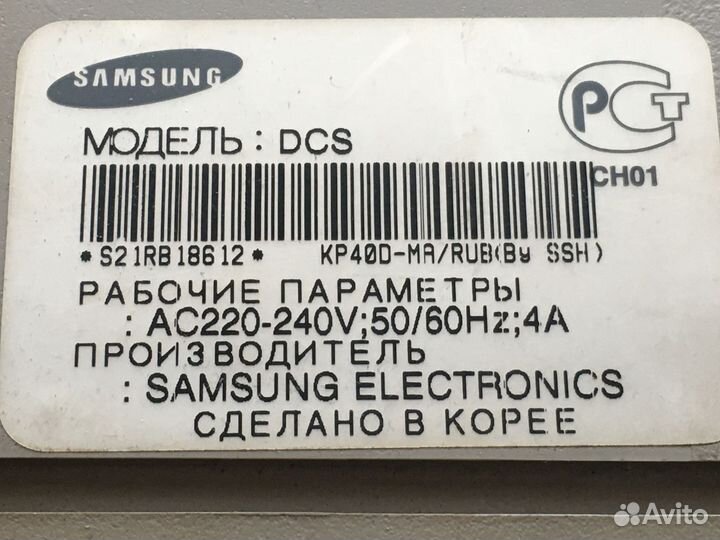 SAMSUNG
РСТ
МОДЕЛЬ : DCS
СН01
*S21RB18612* KP40D-MA/RUB(By SSH)
РАБОЧИЕ ПАРАМЕТРЫ
: AC220-240V;50/60Hz;4A
ПРОИЗВОДИТЕЛЬ
: SAMSUNG ELECTRONICS
СДЕЛАНО В КОРЕЕ
Avito